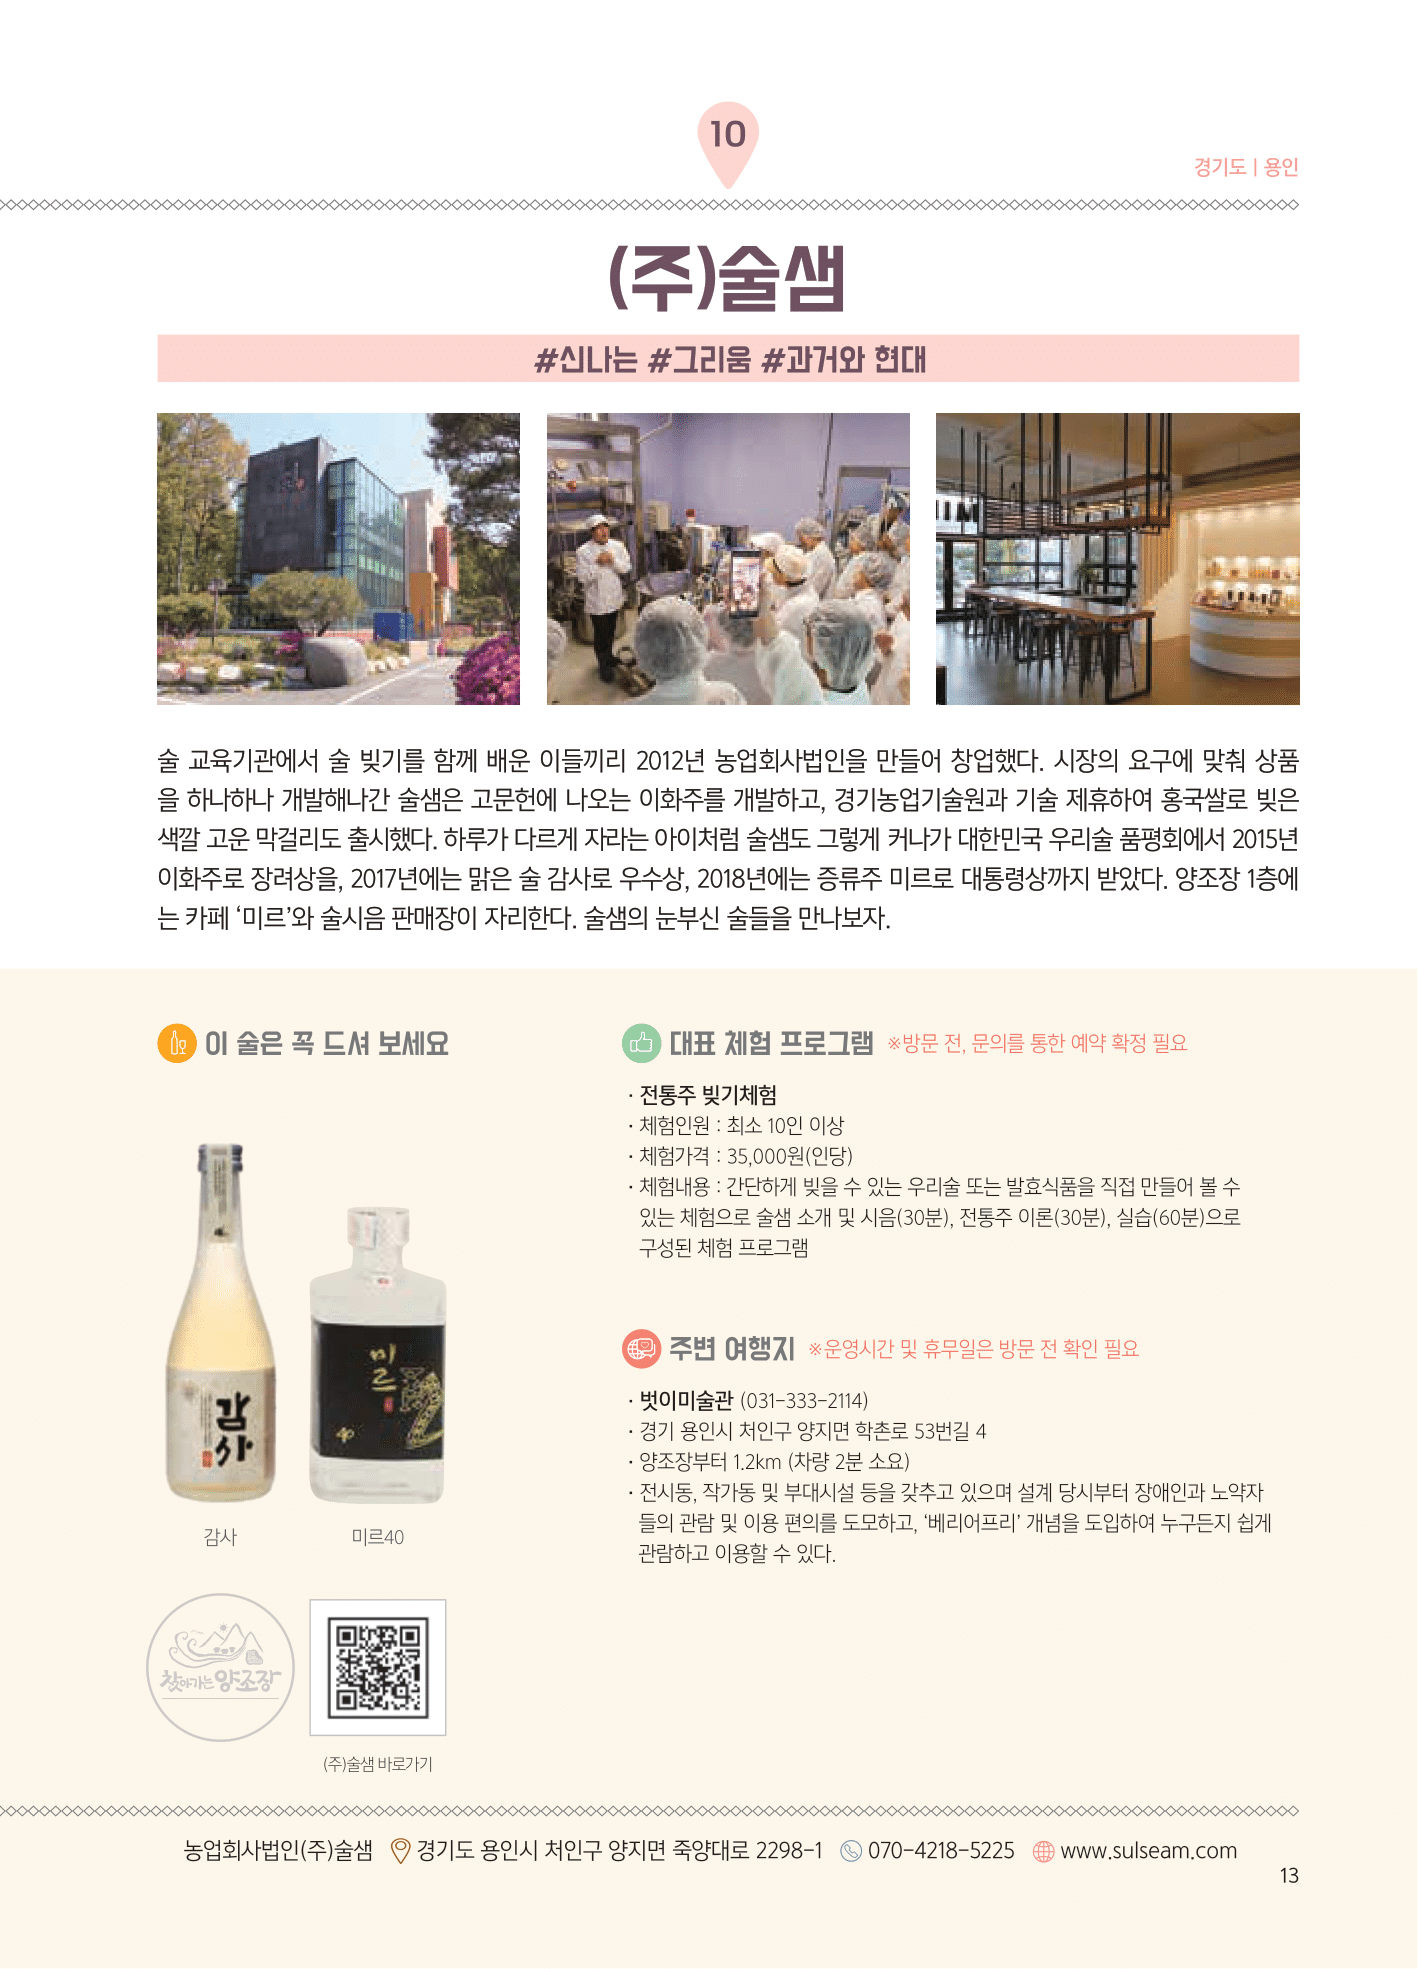 10
경기도 | 용인
(주)술샘
#신나는 #그리움 #과거와 현대
술 교육기관에서 술 빚기를 함께 배운 이들끼리 2012년 농업회사법인을 만들어 창업했다. 시장의 요구에 맞춰 상품
을 하나하나 개발해나간 술샘은 고문헌에 나오는 이화주를 개발하고, 경기농업기술원과 기술 제휴하여 홍국쌀로 빚은
색깔 고운 막걸리도 출시했다. 하루가 다르게 자라는 아이처럼 술샘도 그렇게 커나가 대한민국 우리술 품평회에서 2015년
이화주로 장려상을, 2017년에는 맑은 술 감사로 우수상, 2018년에는 증류주 미르로 대통령상까지 받았다. 양조장 1층에
는 카페 ‘미르’와 술시음 판매장이 자리한다. 술샘의 눈부신 술들을 만나보자.
이 술은 꼭 드셔 보세요
감사
미르
40
감사
미르40
찾아가는 양조장
(주)술샘 바로가기
대표 체험 프로그램 ※방문 전, 문의를 통한 예약 확정 필요
· 전통주 빚기체험
· 체험인원 : 최소 10인 이상
· 체험가격 : 35,000원(인당)
· 체험내용 : 간단하게 빚을 수 있는 우리술 또는 발효식품을 직접 만들어 볼 수
있는 체험으로 술샘 소개 및 시음(30분), 전통주 이론(30분), 실습(60분)으로
구성된 체험 프로그램
주변 여행지 ※운영시간 및 휴무일은 방문 전 확인 필요
· 벗이미술관 (031-333-2114)
· 경기 용인시 처인구 양지면 학촌로 53번길 4
· 양조장부터 1.2km (차량 2분 소요)
· 전시동, 작가동 및 부대시설 등을 갖추고 있으며 설계 당시부터 장애인과 노약자
들의 관람 및 이용 편의를 도모하고, ‘베리어프리’ 개념을 도입하여 누구든지 쉽게
관람하고 이용할 수 있다.
농업회사법인(주)술샘 경기도 용인시 처인구 양지면 죽양대로 2298-1 070-4218-5225 www.sulseam.com
13